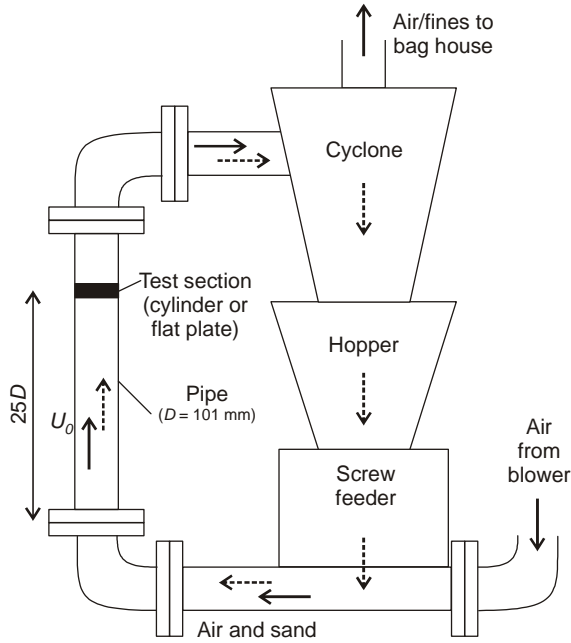 Air/fines to
bag house
Cyclone
Test section
(cylinder or
flat plate)
Hopper
25D
Pipe
(D = 101 mm)
U0
Air
from
blower
Screw
feeder
Air and sand